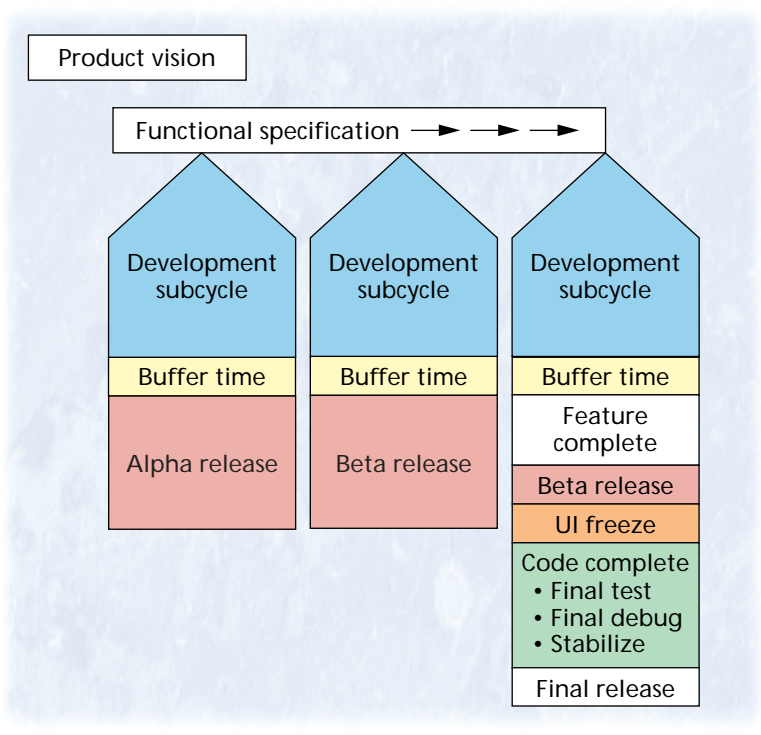 Product vision
Functional specification
Development
subcycle
Buffer time
Alpha release
Development
subcycle
Buffer time
Beta release
Development
subcycle
Buffer time
Feature
complete
Beta release
UI freeze
Code complete
• Final test
• Final debug
• Stabilize
Final release